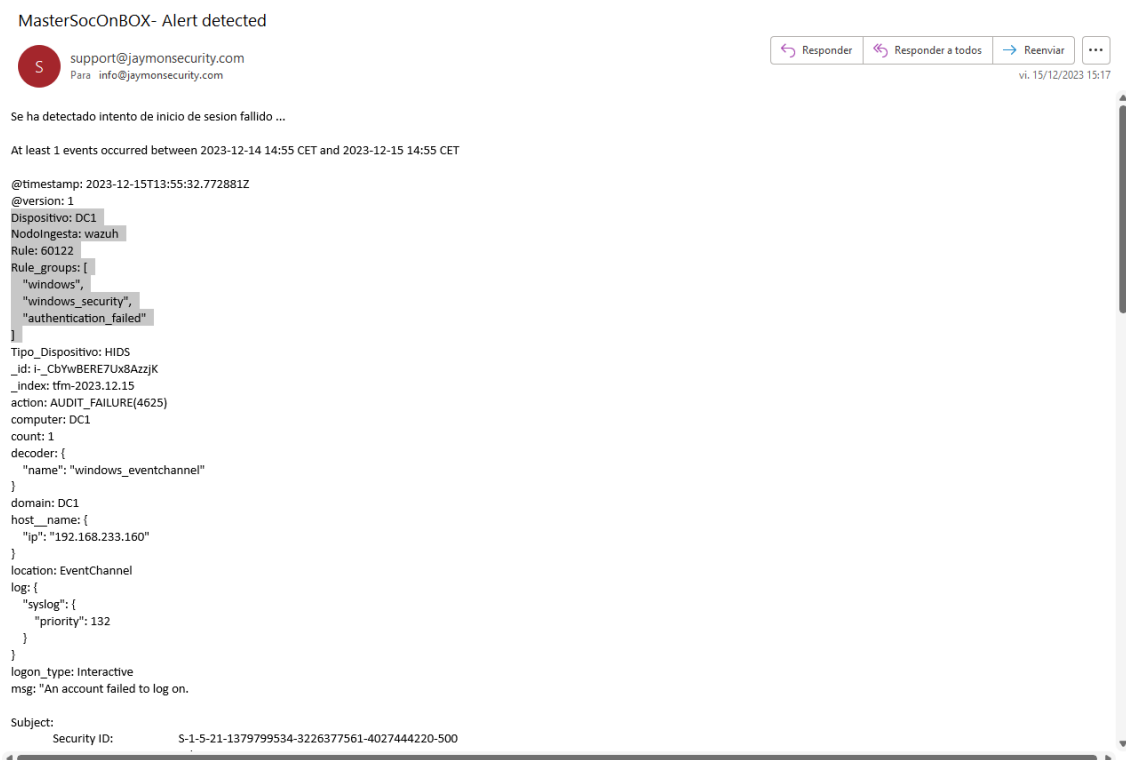 MasterSocOnBOX- Alert detected
S
support@jaymonsecurity.com
Para info@jaymonsecurity.com
Responder
Responder a todos
Reenviar
vi. 15/12/2023 15:17
Se ha detectado intento de inicio de sesion fallido ...
At least 1 events occurred between 2023-12-14 14:55 CET and 2023-12-15 14:55 CET
@timestamp: 2023-12-15T13:55:32.772881Z
@version: 1
Dispositivo: DC1
NodoIngesta: wazuh
Rule: 60122
Rule_groups: [
"windows",
"windows_security",
"authentication_failed"
]
Tipo_Dispositivo: HIDS
_id: i-_CbYwBERE7Ux8AzzjK
_index: tfm-2023.12.15
action: AUDIT_FAILURE(4625)
computer: DC1
count: 1
decoder: {
"name": "windows_eventchannel"
}
domain: DC1
host__name: {
"ip": "192.168.233.160"
}
location: EventChannel
log: {
"syslog": {
"priority": 132
}
}
logon_type: Interactive
msg: "An account failed to log on.
Subject:
Security ID: S-1-5-21-1379799534-3226377561-4027444220-500